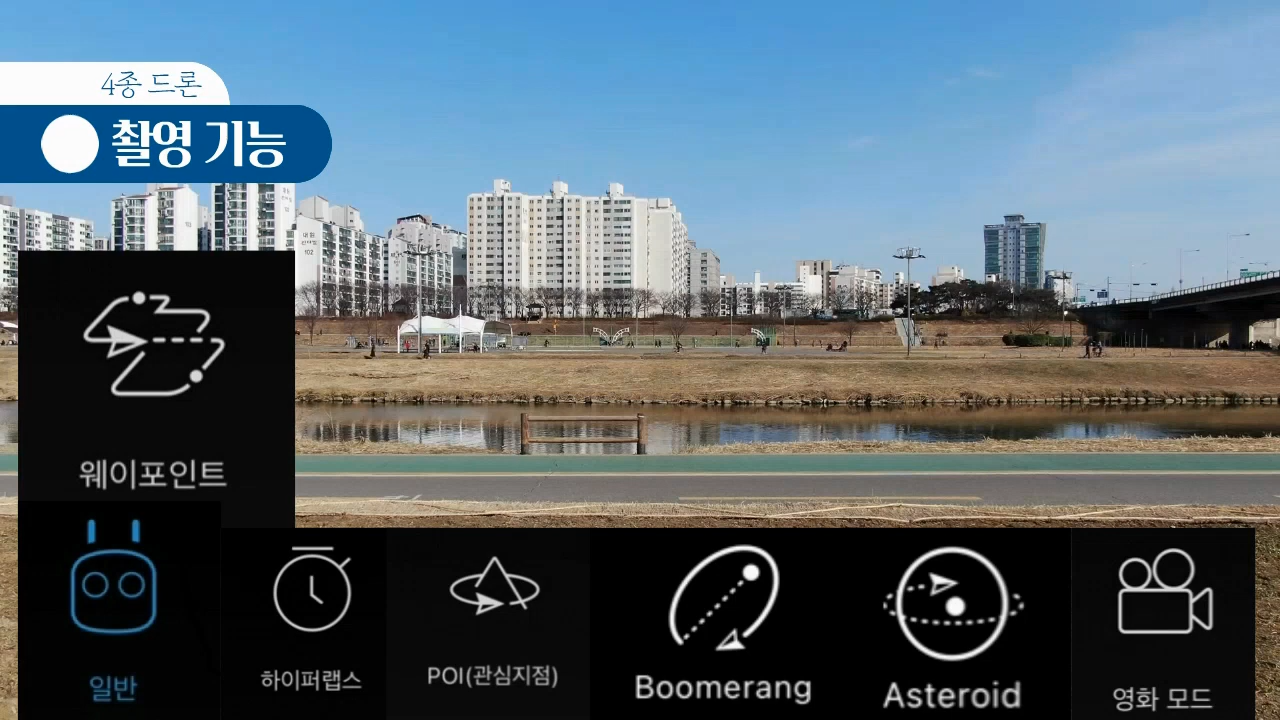 4종 드론
촬영 기능
웨이포인트
일반
하이퍼랩스
POI(관심지점)
Boomerang
Asteroid
영화 모드
102